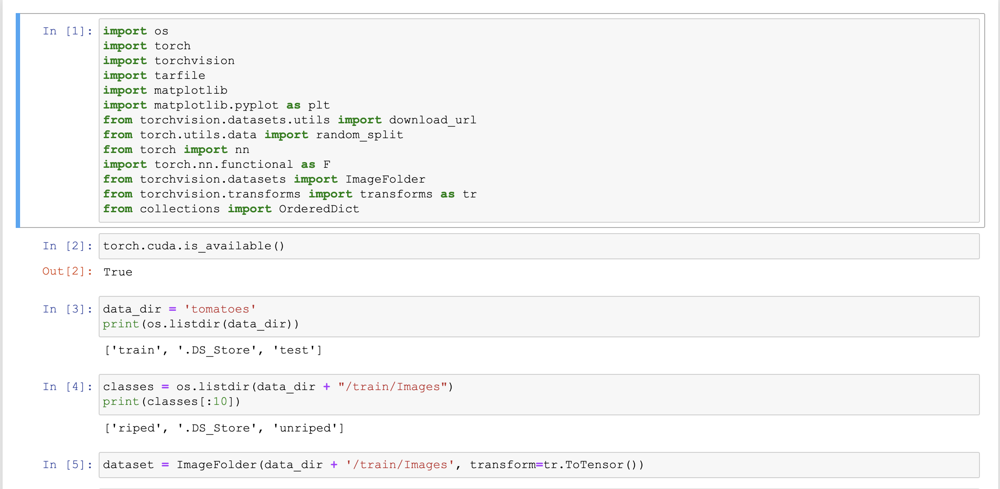 In [1]: import os
import torch
import torchvision
import tarfile
import matplotlib
import matplotlib.pyplot as plt
from torchvision.datasets.utils import download_url
from torch.utils.data import random_split
from torch import nn
import torch.nn.functional as F
from torchvision.datasets import ImageFolder
from torchvision.transforms import transforms as tr
from collections import OrderedDict
In [2]: torch.cuda.is_available()
Out[2]: True
In [3]: data_dir = 'tomatoes'
print(os.listdir(data_dir))
['train', '.DS_Store', 'test']
In [4]: classes = os.listdir(data_dir + "/train/Images")
print(classes[:10])
['riped', '.DS_Store', 'unriped']
In [5]: dataset = ImageFolder(data_dir + '/train/Images', transform=tr.ToTensor())